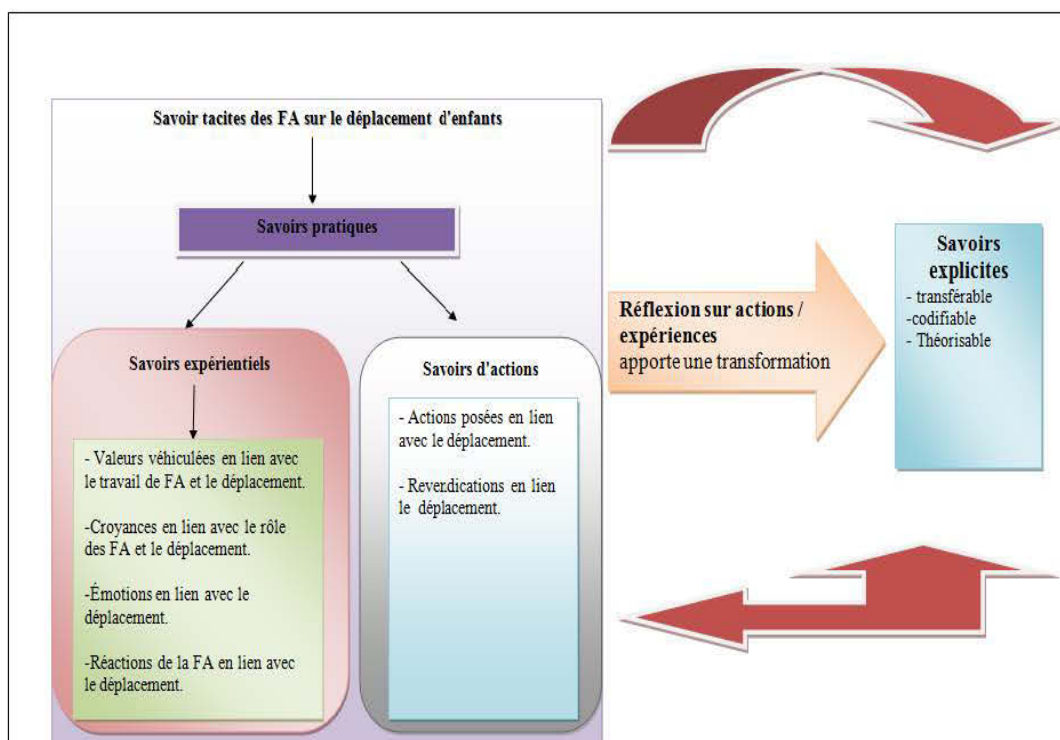 Savoir tacites des FA sur le déplacement d'enfants
Savoirs pratiques
Savoirs expérientiels
- Valeurs véhiculées en lien avec
le travail de FA et le déplacement.
-Croyances en lien avec le rôle
des FA et le déplacement.
-Émotions en lien avec le
déplacement.
-Réactions de la FA en lien avec
le déplacement.
Savoirs d'actions
- Actions posées en lien
avec le déplacement.
- Revendications en lien
le déplacement.
Réflexion sur actions /
expériences
apporte une transformation
Savoirs
explicites
- transférable
-codifiable
- Théorisable